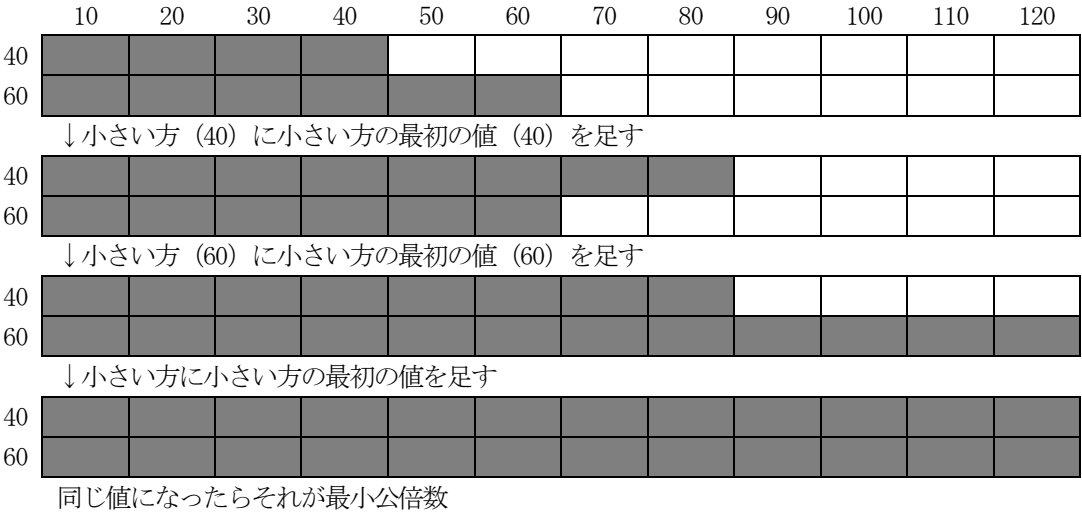 10 20 30 40 50 60 70 80 90 100 110 120
40
60
↓小さい方（40）に小さい方の最初の値（40）を足す
40
60
↓小さい方（60）に小さい方の最初の値（60）を足す
40
60
↓小さい方に小さい方の最初の値を足す
40
60
同じ値になったらそれが最小公倍数